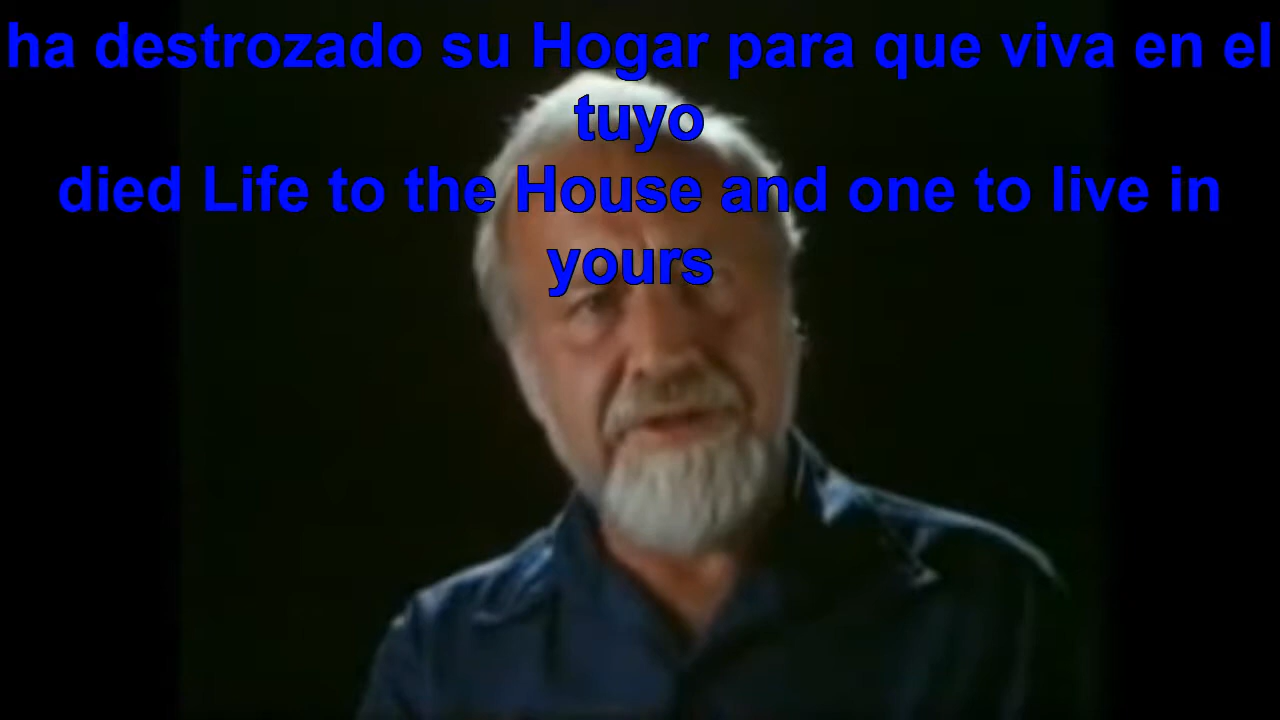 ha destrozado su Hogar para que viva en el
tuyo
died Life to the House and one to live in
yours